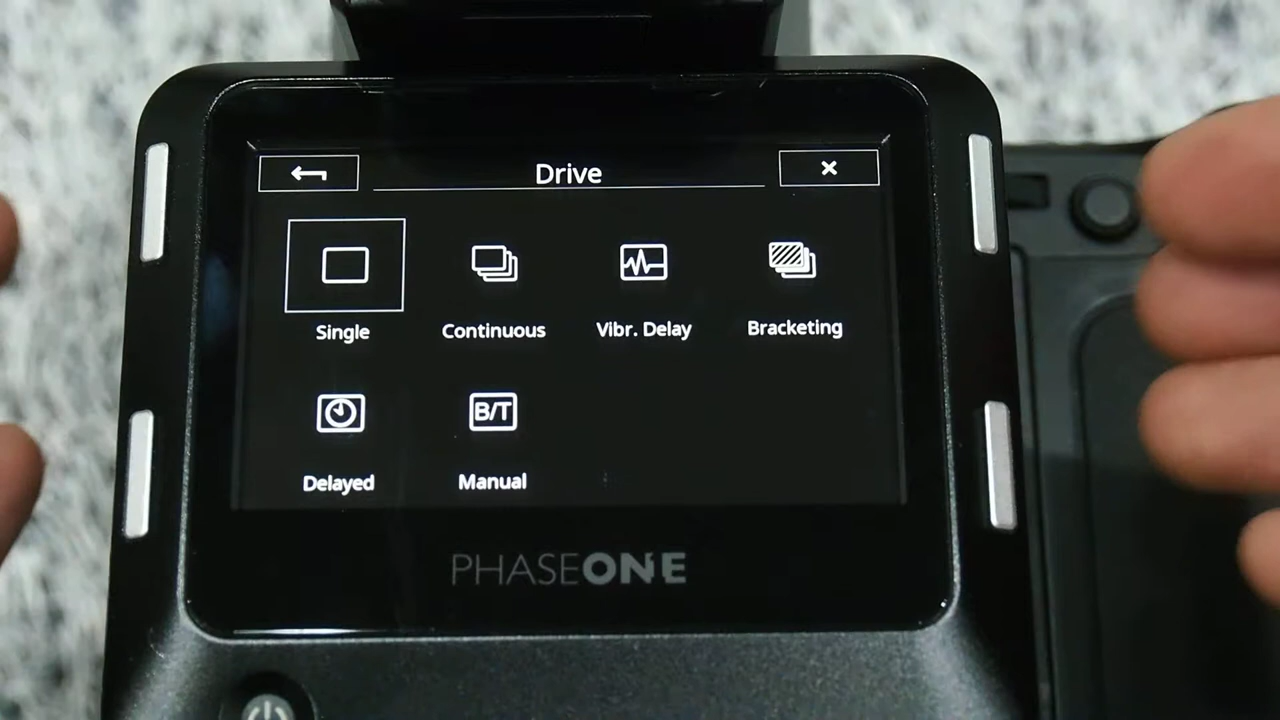 Drive
Single
Continuous
Vibr. Delay
Bracketing
B/T
Delayed
Manual
PHASEONE